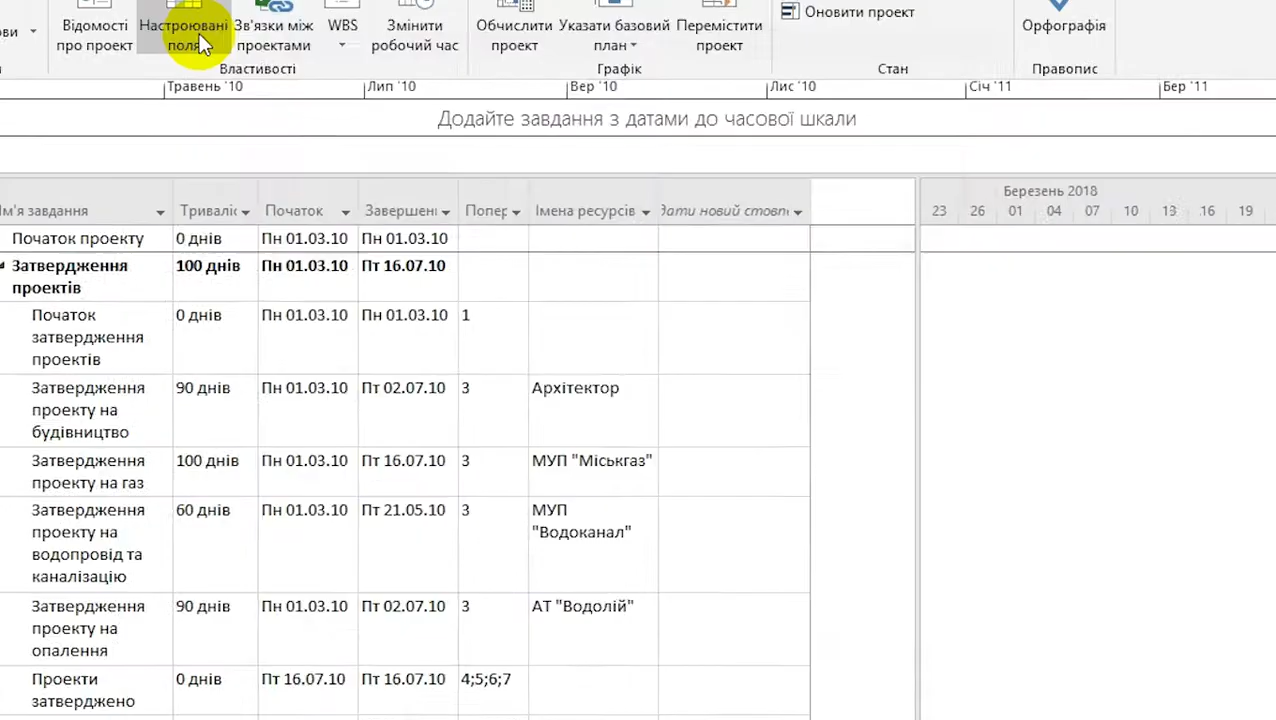 Відомості
про проект
Настроювані
поля
Зв'язки між
проектами
WBS
Змінити
робочий час
Властивості
Обчислити
проект
Указати базовий
план
Перемістити
проект
Графік
Оновити проект
Стан
Орфографія
Правопис
Травень '10
Лип '10
Вер '10
Лис '10
Січ '11
Бер '11
Додайте завдання з датами до часової шкали
Березень 2018
завдання Початок Імена ресурсів новий
23 26 01 04 07 10 13 16 19
Початок проекту 0 днів Пн 01.03.10 Пн 01.03.10
Затвердження 100 днів Пн 01.03.10 Пт 16.07.10
проектів
Початок 0 днів Пн 01.03.10 Пн 01.03.10 1
затвердження
проектів
Затвердження 90 днів Пн 01.03.10 Пт 02.07.10 3 Архітектор
проекту на
будівництво
Затвердження 100 днів Пн 01.03.10 Пт 16.07.10 3 МУП "Міськгаз"
проекту на газ
Затвердження 60 днів Пн 01.03.10 Пт 21.05.10 3 МУП
проекту на "Водоканал"
водопровід та
каналізацію
Затвердження 90 днів Пн 01.03.10 Пт 02.07.10 3 АТ "Водолій"
проекту на
опалення
Проекти 0 днів Пт 16.07.10 Пт 16.07.10 4;5;6;7
затверджено